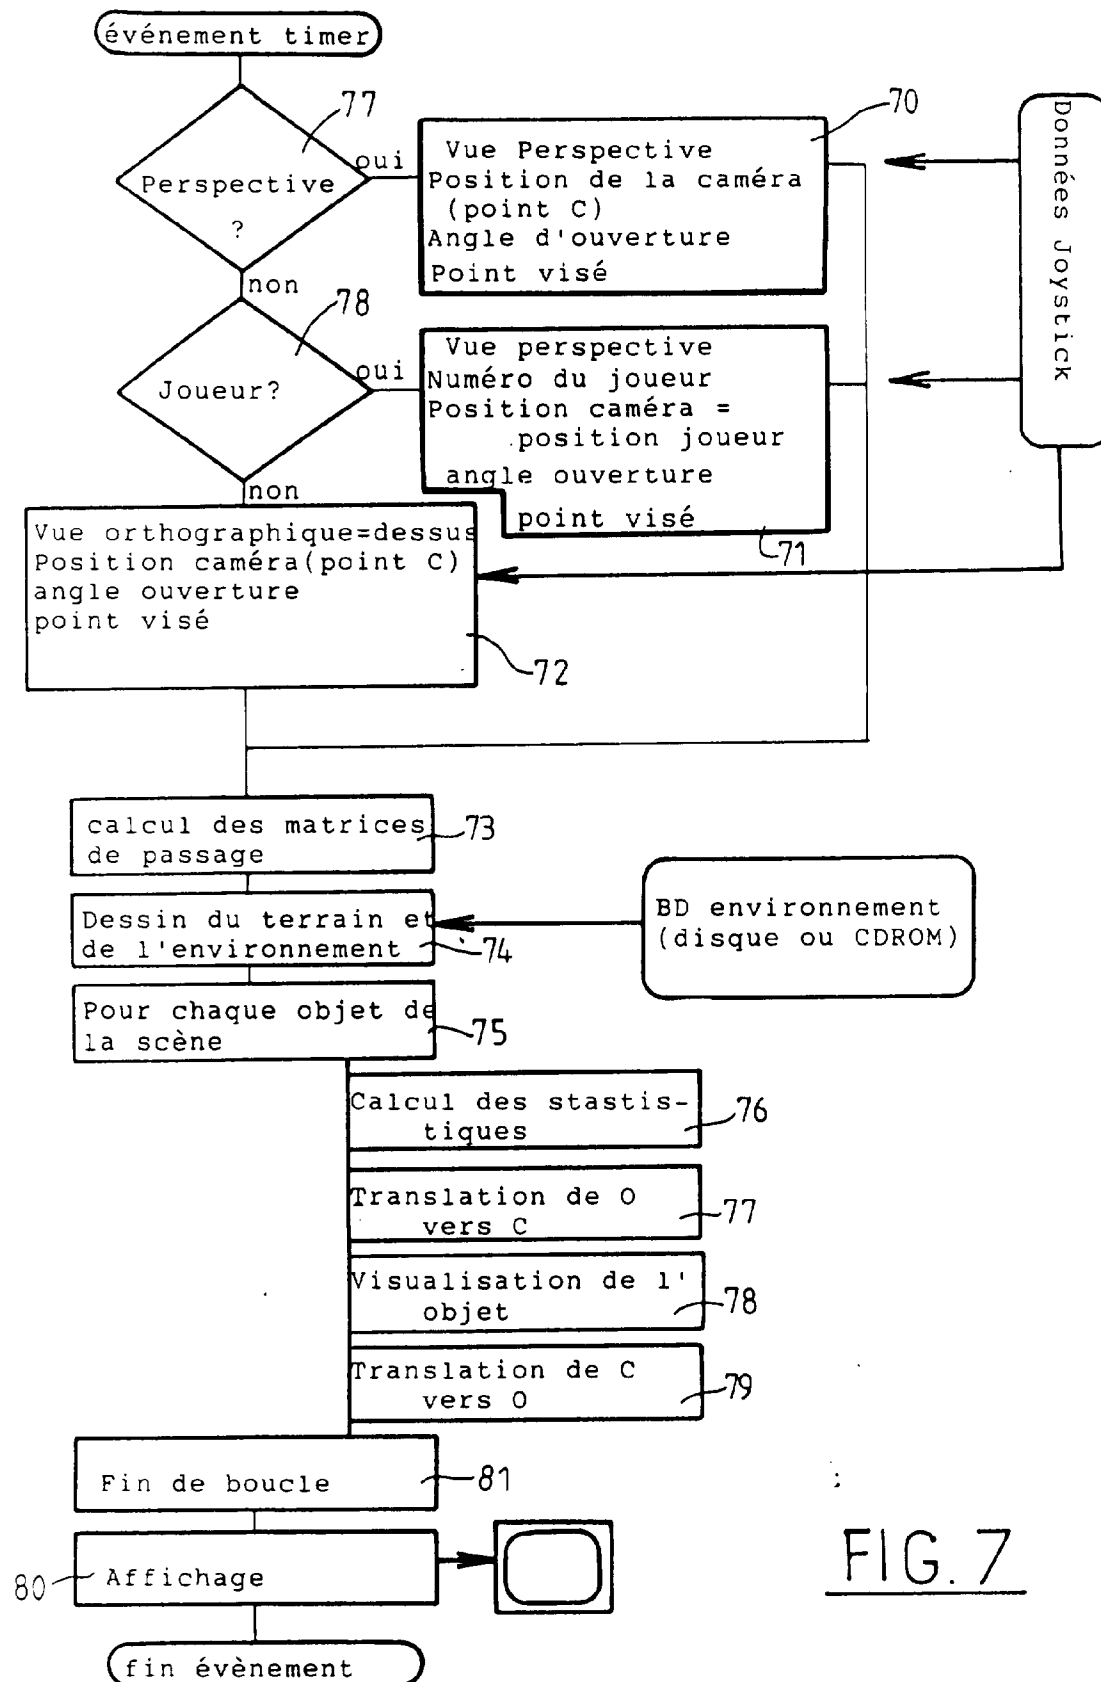 événement timer
77
Perspective
?
oui
non
70
Vue Perspective
Position de la caméra
(point C)
Angle d'ouverture
Point visé
Données Joystick
78
Joueur?
oui
non
Vue perspective
Numéro du joueur
Position caméra =
position joueur
angle ouverture
point visé
71
Vue orthographique=dessus
Position caméra(point C)
angle ouverture
point visé
72
calcul des matrices
de passage
73
Dessin du terrain et
de l'environnement
74
BD environnement
(disque ou CDROM)
Pour chaque objet de
la scène
75
Calcul des stastis-
tiques
76
Translation de O
vers C
77
Visualisation de l'
objet
78
Translation de C
vers O
79
Fin de boucle
81
80
Affichage
fin évènement
FIG. 7